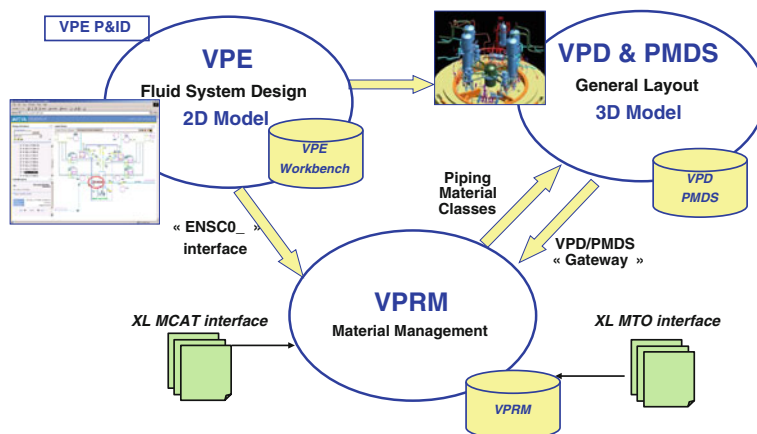 VPE P&ID
VPE
Fluid System Design
2D Model
VPE
Workbench
VPD & PMDS
General Layout
3D Model
VPD
PMDS
Piping
Material
Classes
« ENSC0_ »
interface
VPD/PMDS
« Gateway »
VPRM
Material Management
XL MCAT interface
XL MTO interface
VPRM